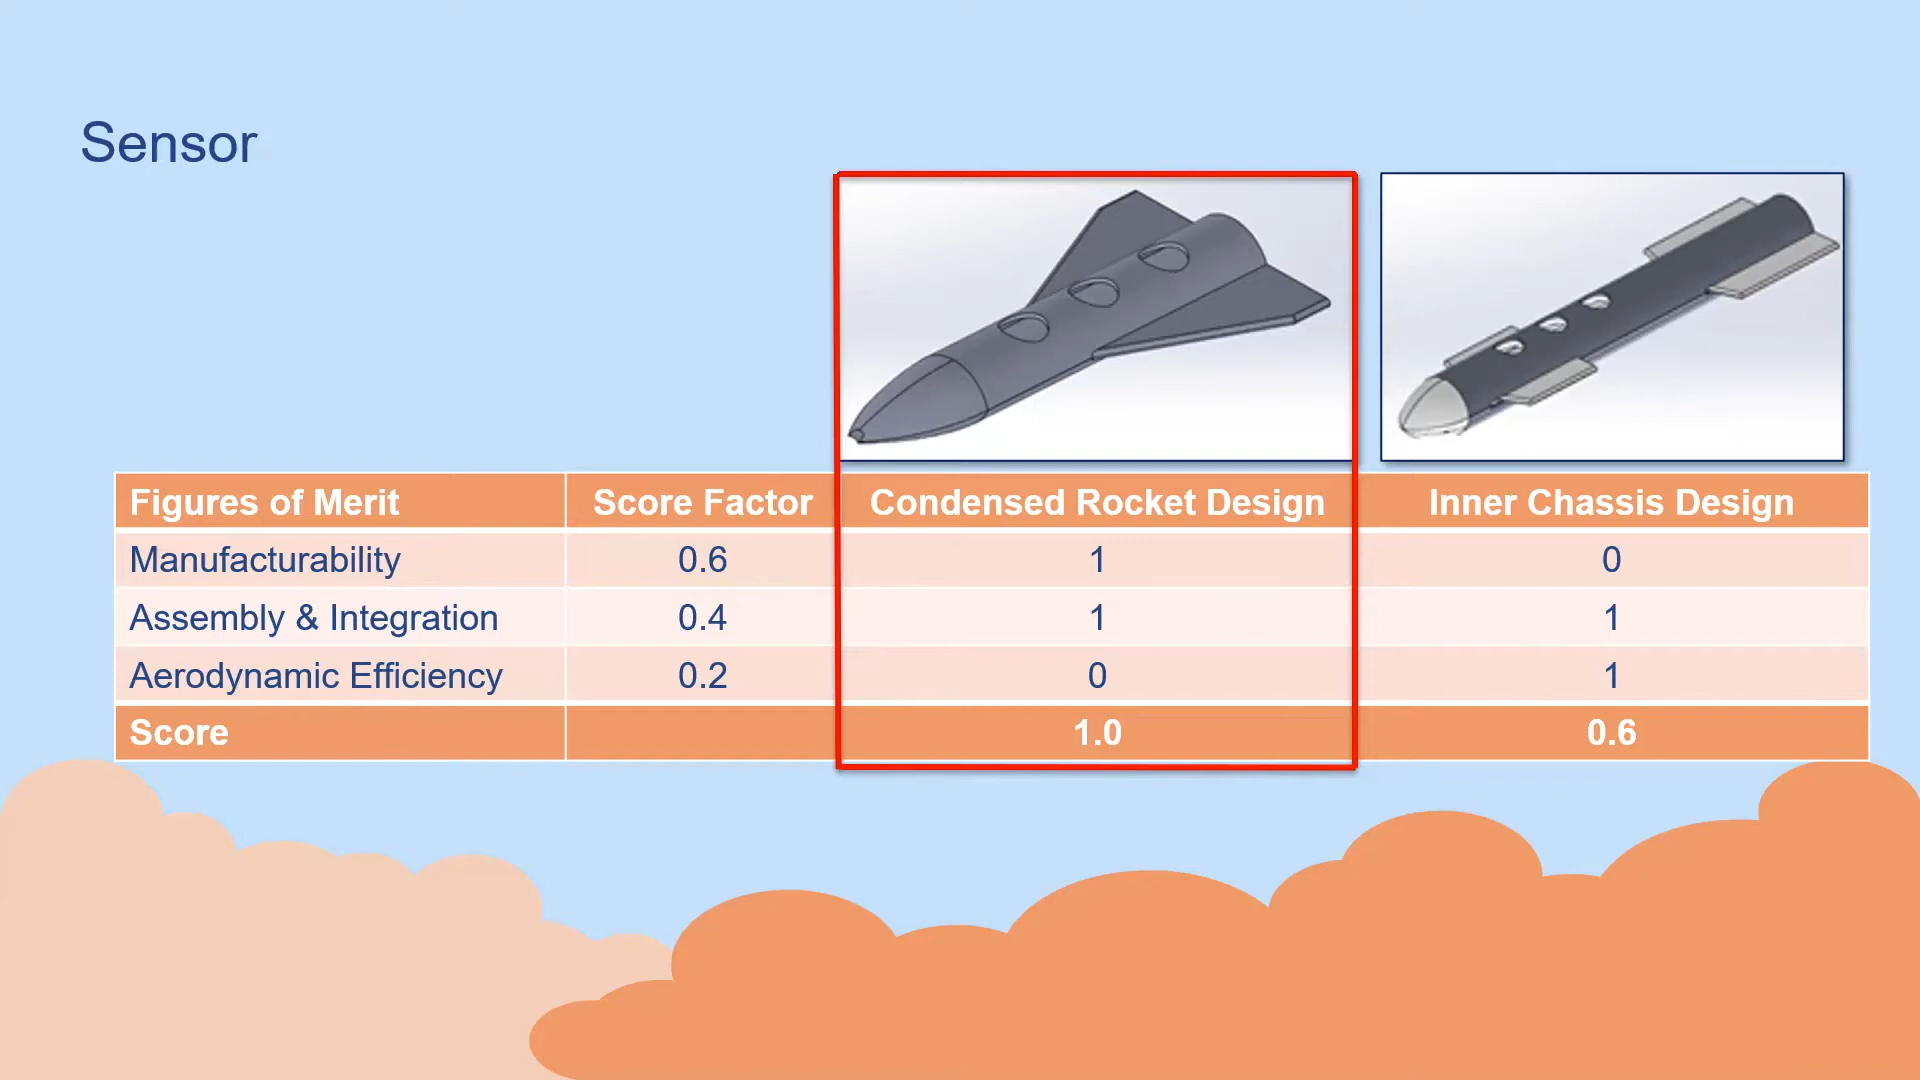 Sensor
Figures of Merit Score Factor Condensed Rocket Design Inner Chassis Design
Manufacturability 0.6 1 0
Assembly & Integration 0.4 1 1
Aerodynamic Efficiency 0.2 0 1
Score 1.0 0.6